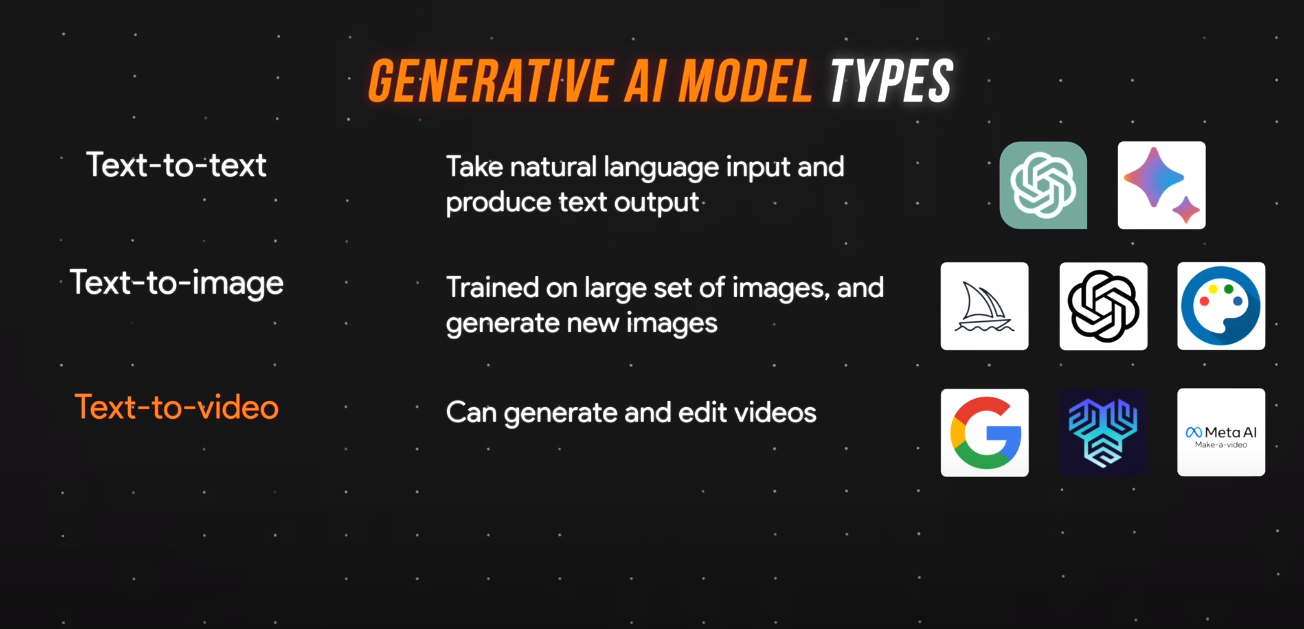 GENERATIVE AI MODEL TYPES
Text-to-text
Take natural language input and
produce text output
Text-to-image
Trained on large set of images, and
generate new images
Text-to-video
Can generate and edit videos
Meta AI
Make-a-video